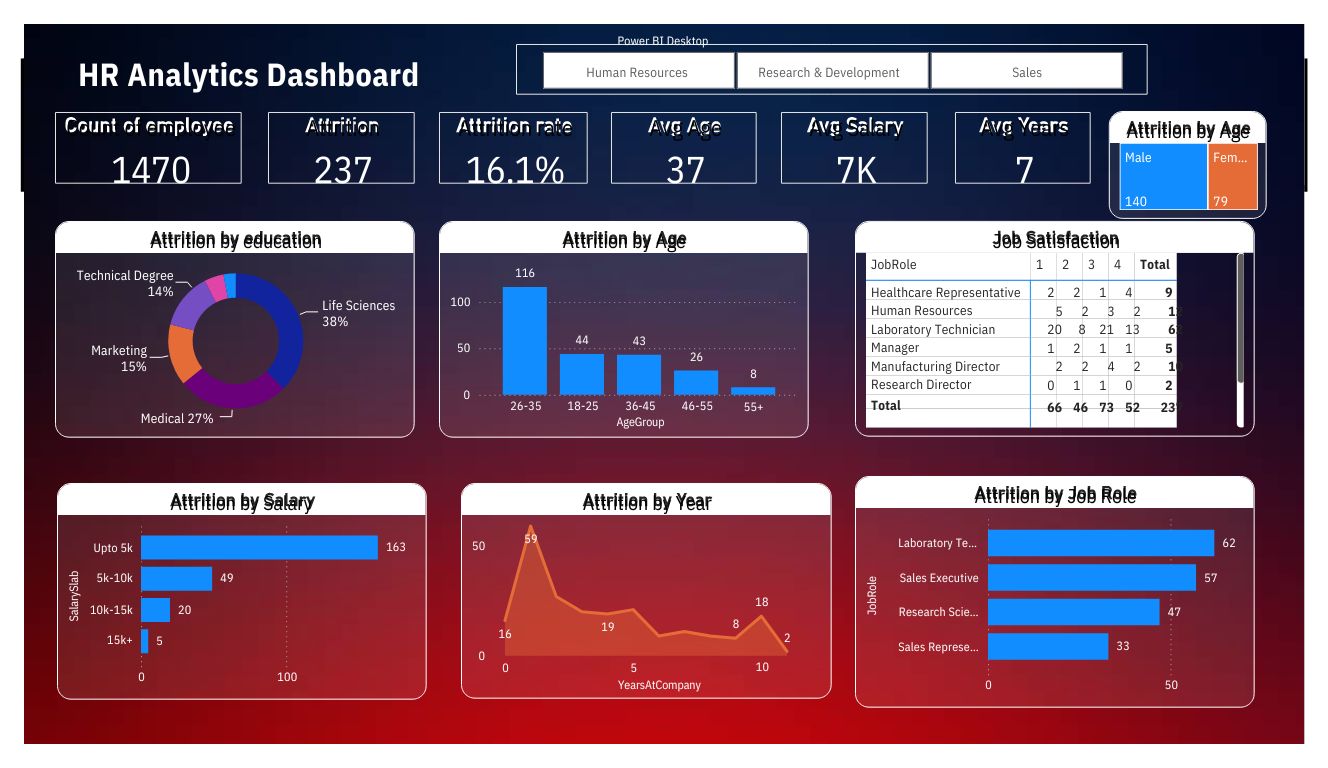 Power BI Desktop
HR Analytics Dashboard
Human Resources
Research & Development
Sales
Count of employee
1470
Attrition
237
Attrition rate
16.1%
Avg Age
37
Avg Salary
7K
Avg Years
7
Attrition by Age
Male
Fem...
140
79
Attrition by education
Technical Degree
14%
Life Sciences
38%
Marketing
15%
Medical 27%
Attrition by Age
116
100
44
43
50
26
8
0
26-35 18-25 36-45 46-55 55+
AgeGroup
Job Satisfaction
JobRole 1 2 3 4 Total
Healthcare Representative 2 2 1 4 9
Human Resources 5 2 3 2
Laboratory Technician 20 8 21 13
Manager 1 2 1 1 5
Manufacturing Director 2 2 4 2
Research Director 0 1 1 0 2
Total 66 46 73 52
Attrition by Salary
SalarySlab
Upto 5k 163
5k-10k 49
10k-15k 20
15k+ 5
0 100
Attrition by Year
50
59
18
16
19
8
2
0
0 5 10
YearsAtCompany
Attrition by Job Role
JobRole
Laboratory Te... 62
Sales Executive 57
Research Scie... 47
Sales Represe... 33
0 50